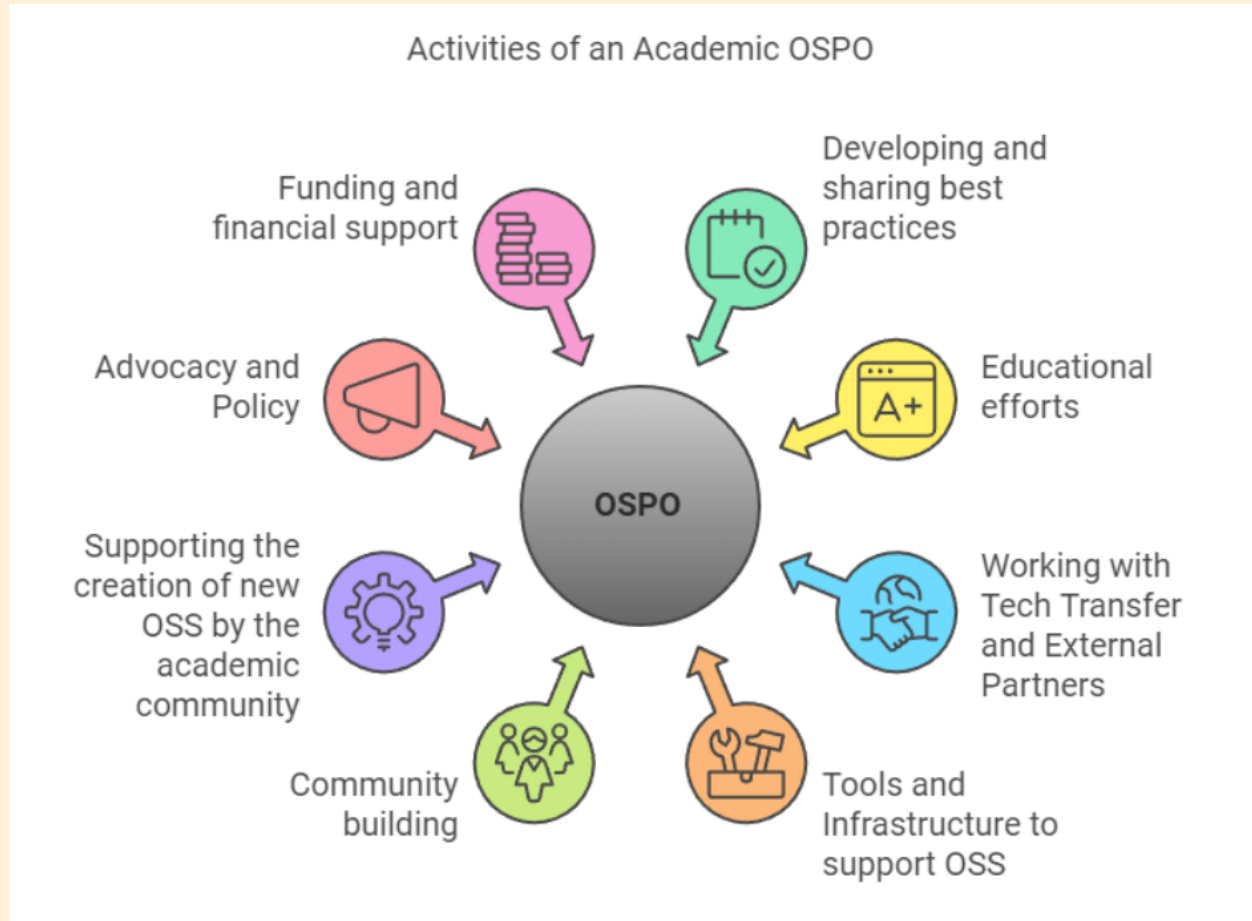 Activities of an Academic OSPO
Funding and
financial support
Developing and
sharing best
practices
Advocacy and
Policy
Educational
efforts
A+
OSPO
Supporting the
creation of new
OSS by the
academic
community
Working with
Tech Transfer
and External
Partners
Community
building
Tools and
Infrastructure to
support OSS